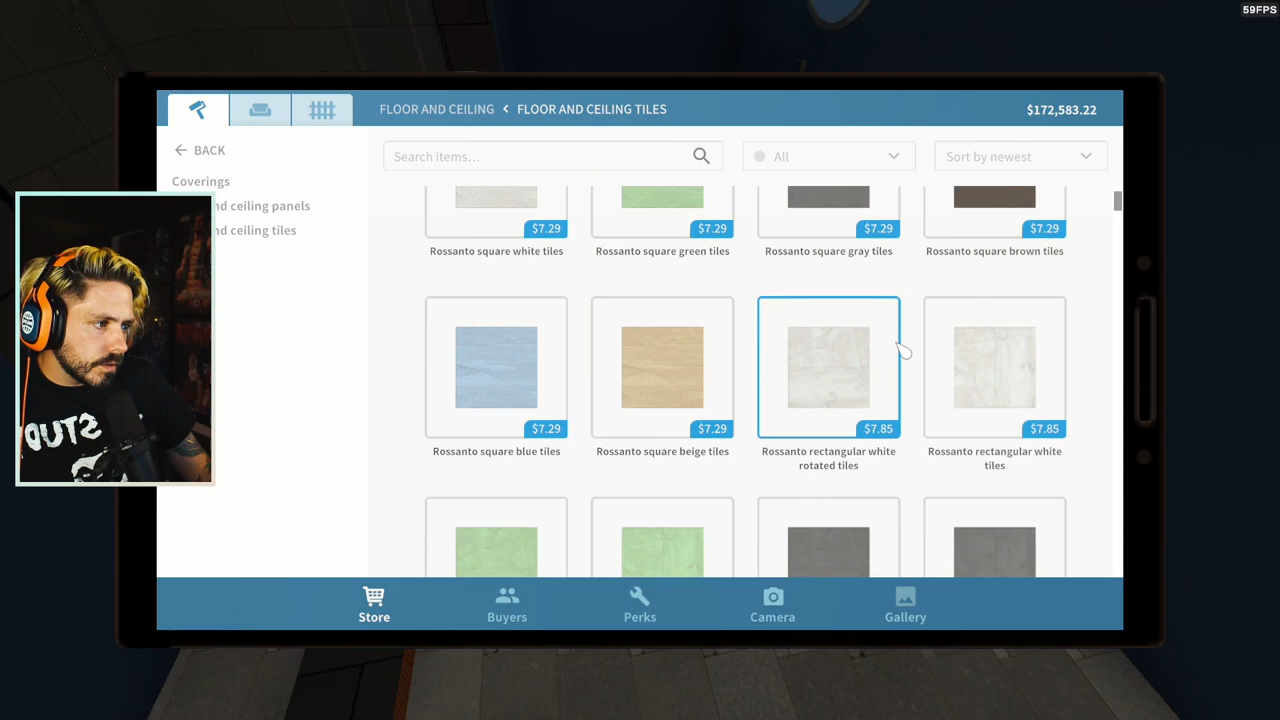 59FPS
FLOOR AND CEILING < FLOOR AND CEILING TILES
$172,583.22
BACK
Search items...
All
Sort by newest
Coverings
nd ceiling panels
nd ceiling tiles
$7.29
$7.29
$7.29
$7.29
Rossanto square white tiles
Rossanto square green tiles
Rossanto square gray tiles
Rossanto square brown tiles
$7.29
$7.29
$7.85
$7.85
Rossanto square blue tiles
Rossanto square beige tiles
Rossanto rectangular white
rotated tiles
Rossanto rectangular white
tiles
Store
Buyers
Perks
Camera
Gallery